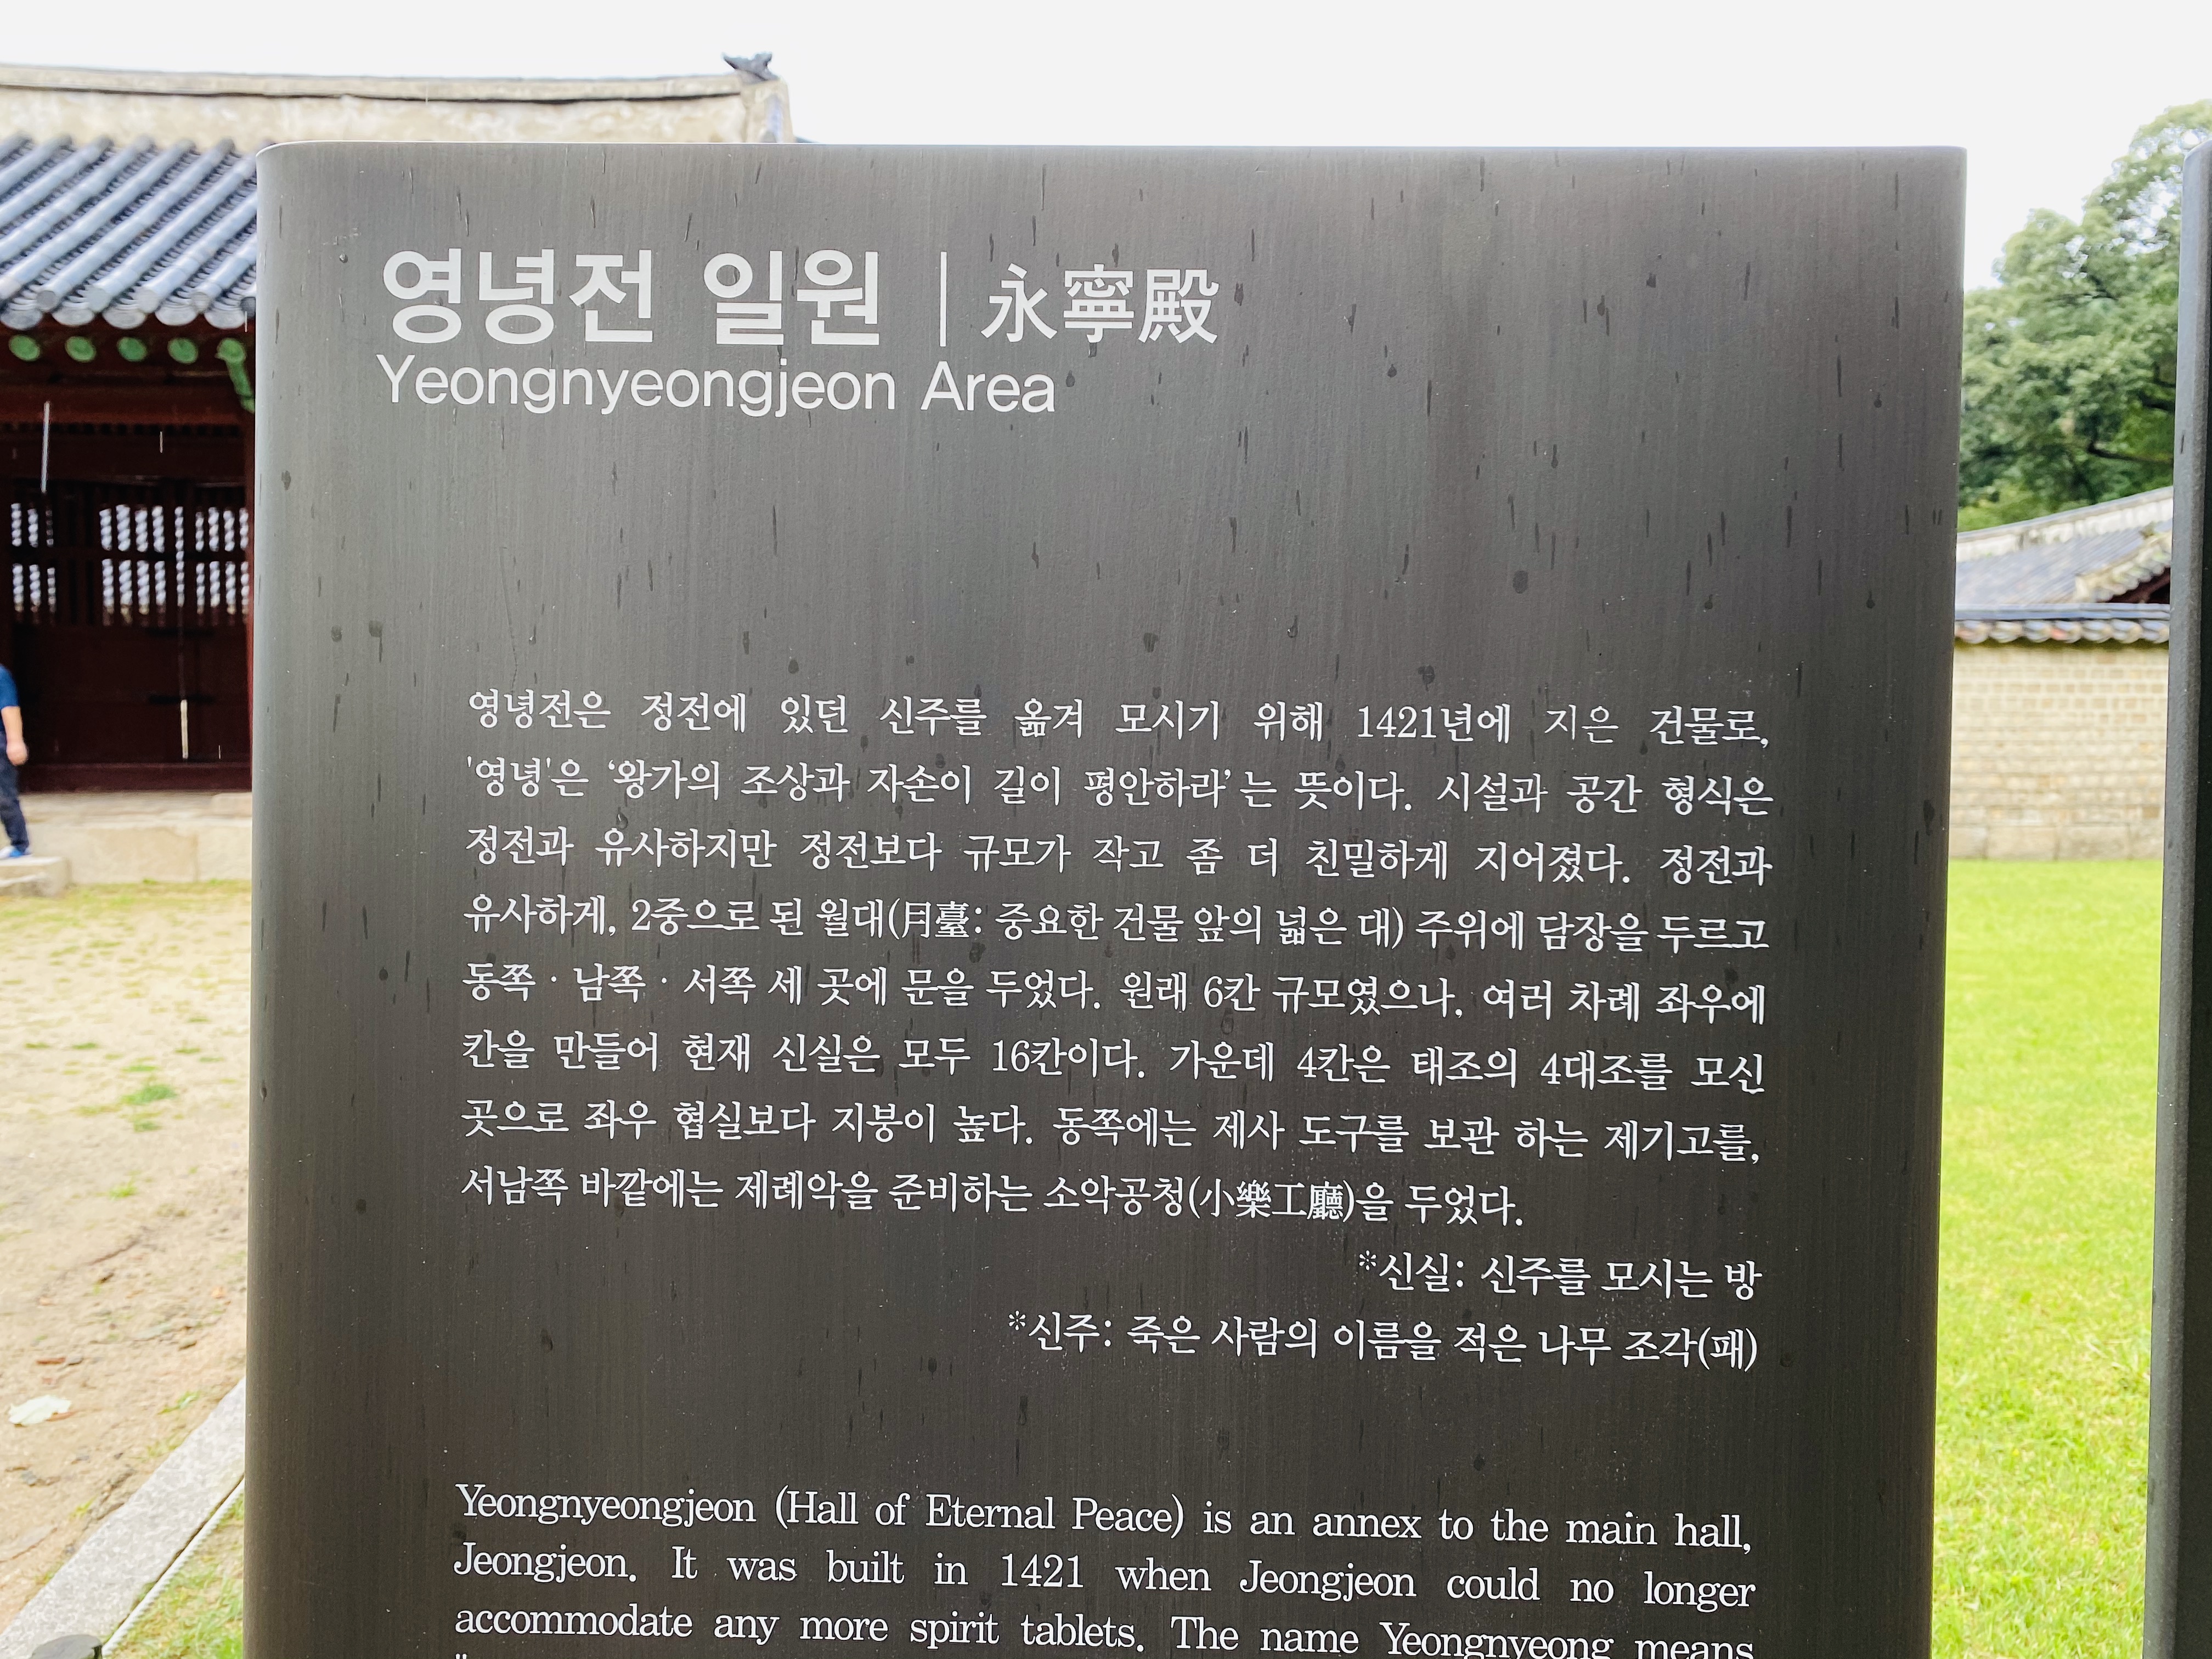 영녕전 일원 | 永寧殿
Yeongnyeongjeon Area
영녕전은 정전에 있던 신주를 옮겨 모시기 위해 1421년에 지은 건물로,
'영녕'은 ‘왕가의 조상과 자손이 길이 평안하라’는 뜻이다. 시설과 공간 형식은
정전과 유사하지만 정전보다 규모가 작고 좀 더 친밀하게 지어졌다. 정전과
유사하게, 2중으로 된 월대(月臺: 중요한 건물 앞의 넓은 대) 주위에 담장을 두르고
동쪽 · 남쪽 · 서쪽 세 곳에 문을 두었다. 원래 6칸 규모였으나, 여러 차례 좌우에
칸을 만들어 현재 신실은 모두 16칸이다. 가운데 4칸은 태조의 4대조를 모신
곳으로 좌우 협실보다 지붕이 높다. 동쪽에는 제사 도구를 보관 하는 제기고를,
서남쪽 바깥에는 제례악을 준비하는 소악공청(小樂工廳)을 두었다.
*신실: 신주를 모시는 방
*신주: 죽은 사람의 이름을 적은 나무 조각(패)
Yeongnyeongjeon (Hall of Eternal Peace) is an annex to the main hall,
Jeongjeon. It was built in 1421 when Jeongjeon could no longer
accommodate any more spirit tablets. The name Yeongnyeong means